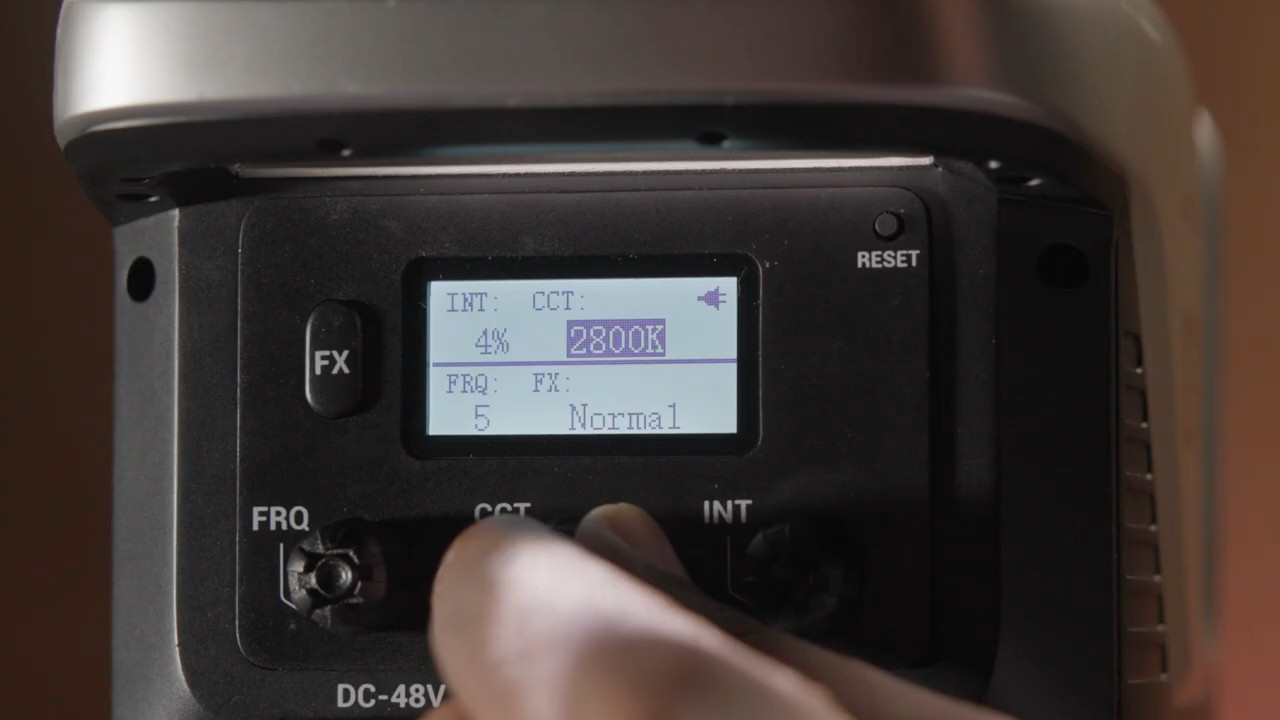 RESET
INT: CCT:
4% 2800K
FRQ: FX:
5 Normal
FX
FRQ CCT INT
DC-48V